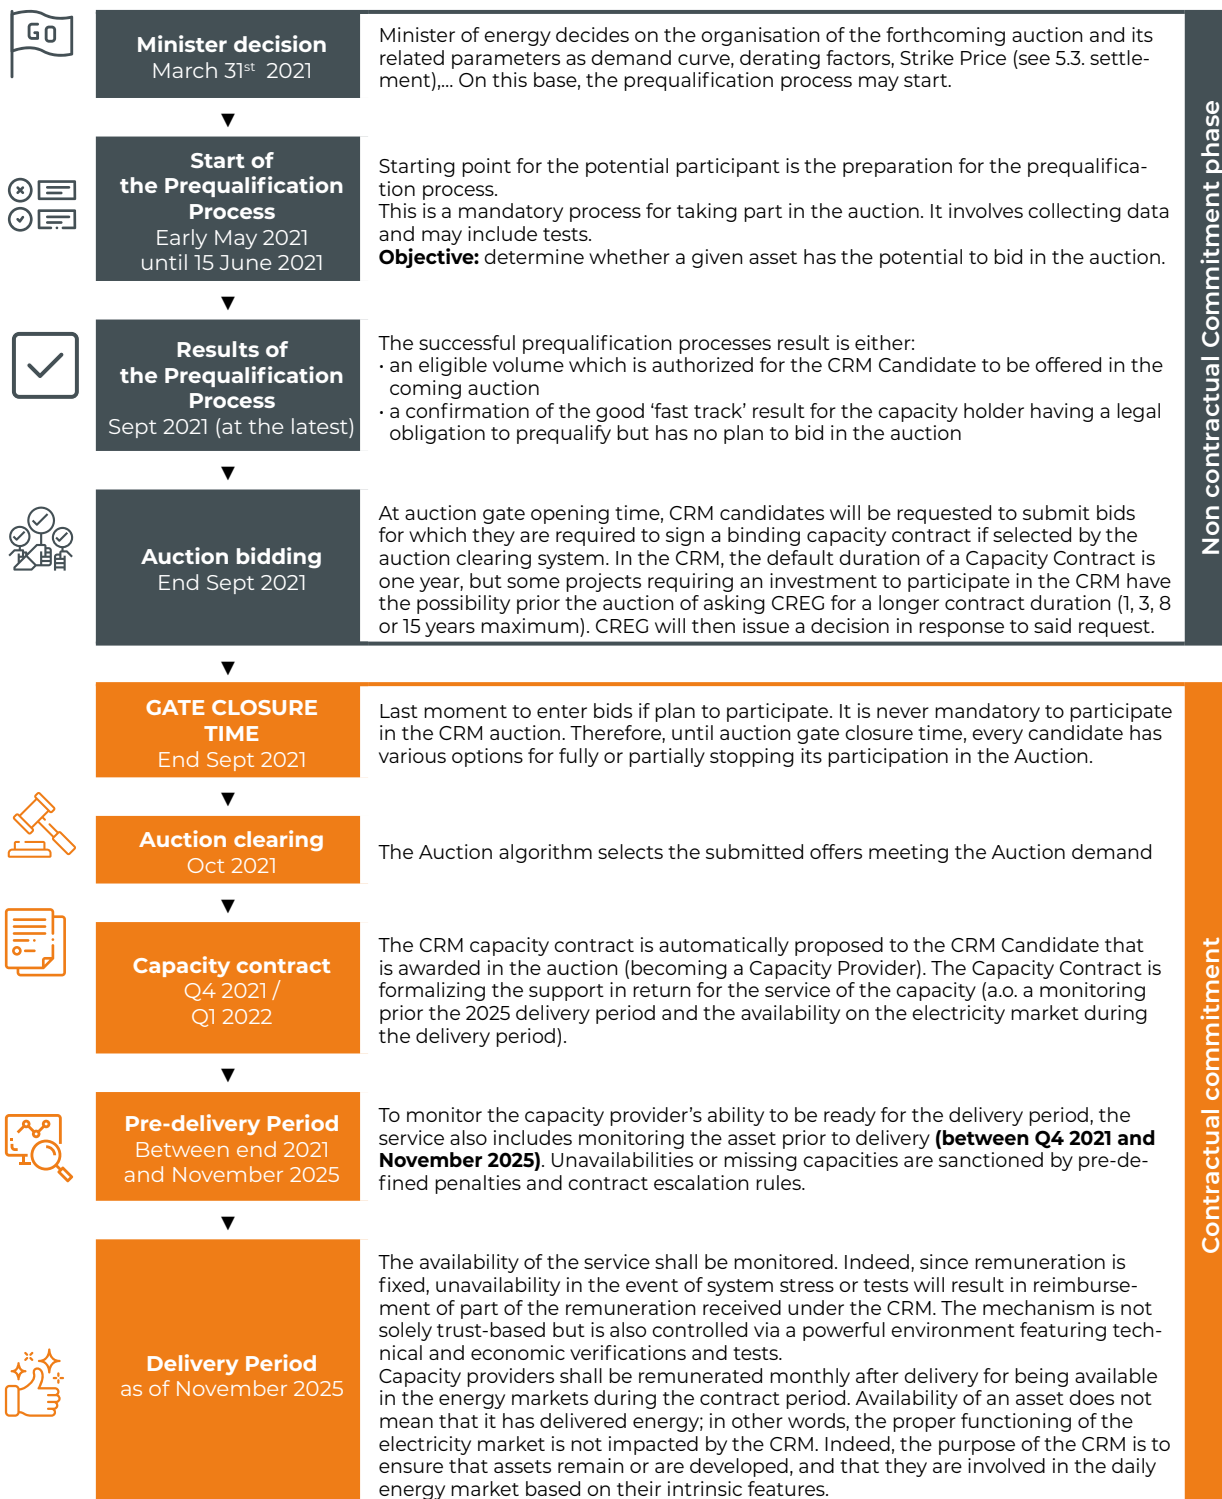 GO
Minister decision
March 31st 2021
Minister of energy decides on the organisation of the forthcoming auction and its
related parameters as demand curve, derating factors, Strike Price (see 5.3. settle-
ment),... On this base, the prequalification process may start.
▼
Start of
the Prequalification
Process
Early May 2021
until 15 June 2021
Starting point for the potential participant is the preparation for the prequalifica-
tion process.
This is a mandatory process for taking part in the auction. It involves collecting data
and may include tests.
Objective: determine whether a given asset has the potential to bid in the auction.
▼
Results of
the Prequalification
Process
Sept 2021 (at the latest)
The successful prequalification processes result is either:
• an eligible volume which is authorized for the CRM Candidate to be offered in the
coming auction
• a confirmation of the good ‘fast track’ result for the capacity holder having a legal
obligation to prequalify but has no plan to bid in the auction
▼
Auction bidding
End Sept 2021
At auction gate opening time, CRM candidates will be requested to submit bids
for which they are required to sign a binding capacity contract if selected by the
auction clearing system. In the CRM, the default duration of a Capacity Contract is
one year, but some projects requiring an investment to participate in the CRM have
the possibility prior the auction of asking CREG for a longer contract duration (1, 3, 8
or 15 years maximum). CREG will then issue a decision in response to said request.
Non contractual Commitment phase
▼
GATE CLOSURE
TIME
End Sept 2021
Last moment to enter bids if plan to participate. It is never mandatory to participate
in the CRM auction. Therefore, until auction gate closure time, every candidate has
various options for fully or partially stopping its participation in the Auction.
▼
Auction clearing
Oct 2021
The Auction algorithm selects the submitted offers meeting the Auction demand
▼
Capacity contract
Q4 2021 /
Q1 2022
The CRM capacity contract is automatically proposed to the CRM Candidate that
is awarded in the auction (becoming a Capacity Provider). The Capacity Contract is
formalizing the support in return for the service of the capacity (a.o. a monitoring
prior the 2025 delivery period and the availability on the electricity market during
the delivery period).
▼
Pre-delivery Period
Between end 2021
and November 2025
To monitor the capacity provider’s ability to be ready for the delivery period, the
service also includes monitoring the asset prior to delivery (between Q4 2021 and
November 2025). Unavailabilities or missing capacities are sanctioned by pre-de-
fined penalties and contract escalation rules.
▼
Delivery Period
as of November 2025
The availability of the service shall be monitored. Indeed, since remuneration is
fixed, unavailability in the event of system stress or tests will result in reimburse-
ment of part of the remuneration received under the CRM. The mechanism is not
solely trust-based but is also controlled via a powerful environment featuring tech-
nical and economic verifications and tests.
Capacity providers shall be remunerated monthly after delivery for being available
in the energy markets during the contract period. Availability of an asset does not
mean that it has delivered energy; in other words, the proper functioning of the
electricity market is not impacted by the CRM. Indeed, the purpose of the CRM is to
ensure that assets remain or are developed, and that they are involved in the daily
energy market based on their intrinsic features.
Contractual commitment